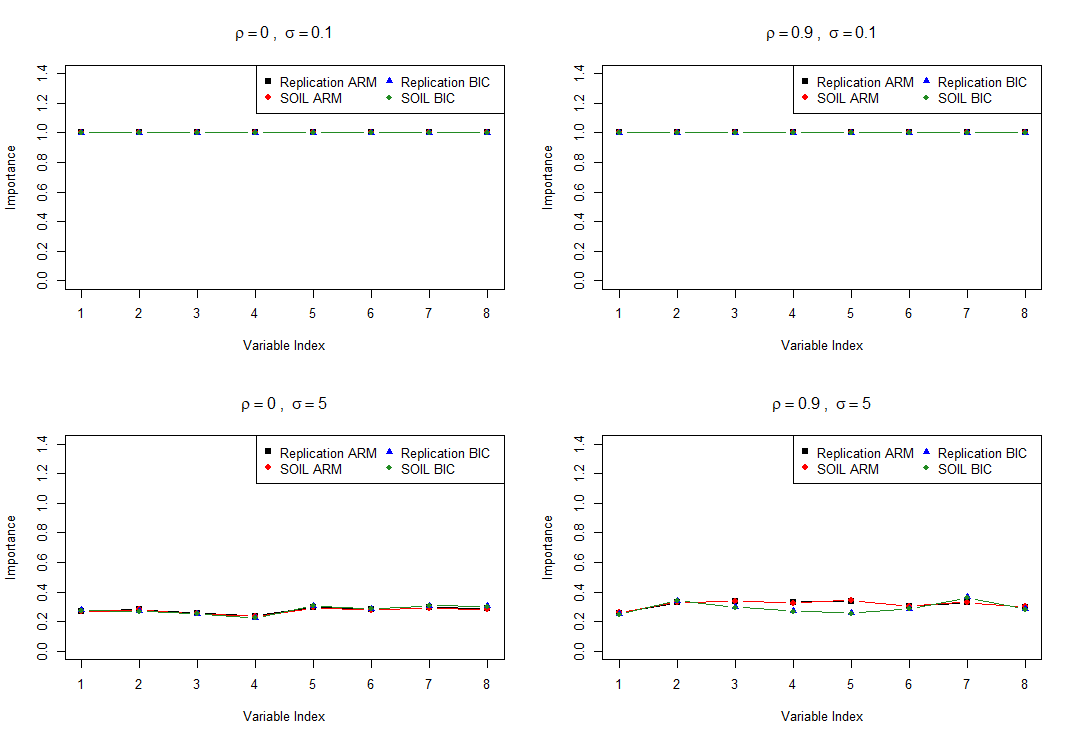 ρ = 0 , σ = 0.1
Replication ARM Replication BIC
SOIL ARM SOIL BIC
Importance
0.0 0.2 0.4 0.6 0.8 1.0 1.2 1.4
1 2 3 4 5 6 7 8
Variable Index
ρ = 0.9 , σ = 0.1
Replication ARM Replication BIC
SOIL ARM SOIL BIC
Importance
0.0 0.2 0.4 0.6 0.8 1.0 1.2 1.4
1 2 3 4 5 6 7 8
Variable Index
ρ = 0 , σ = 5
Replication ARM Replication BIC
SOIL ARM SOIL BIC
Importance
0.0 0.2 0.4 0.6 0.8 1.0 1.2 1.4
1 2 3 4 5 6 7 8
Variable Index
ρ = 0.9 , σ = 5
Replication ARM Replication BIC
SOIL ARM SOIL BIC
Importance
0.0 0.2 0.4 0.6 0.8 1.0 1.2 1.4
1 2 3 4 5 6 7 8
Variable Index